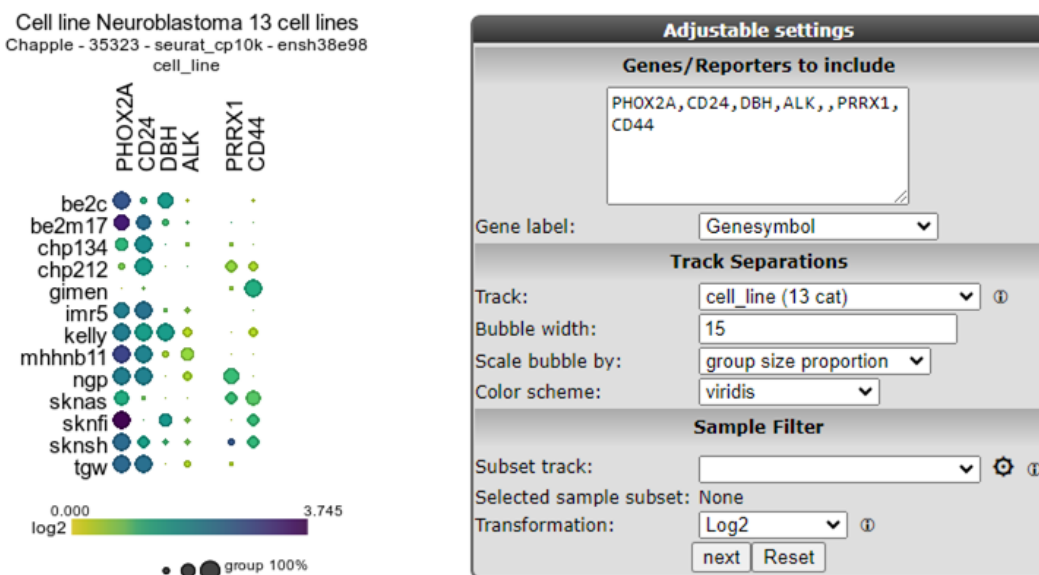 Cell line Neuroblastoma 13 cell lines
Chapple - 35323 - seurat_cp10k - ensh38e98
cell_line
PHOX2A
CD24
DBH
ALK
PRRX1
CD44
be2c
be2m17
chp134
chp212
gimen
imr5
kelly
mhhnb11
ngp
sknas
sknfi
sknsh
tgw
0.000 3.745
log2
group 100%
Adjustable settings
Genes/Reporters to include
PHOX2A,CD24,DBH,ALK,,PRRX1,
CD44
Gene label: Genesymbol
Track Separations
Track: cell_line (13 cat)
Bubble width: 15
Scale bubble by: group size proportion
Color scheme: viridis
Sample Filter
Subset track:
Selected sample subset: None
Transformation: Log2
next Reset